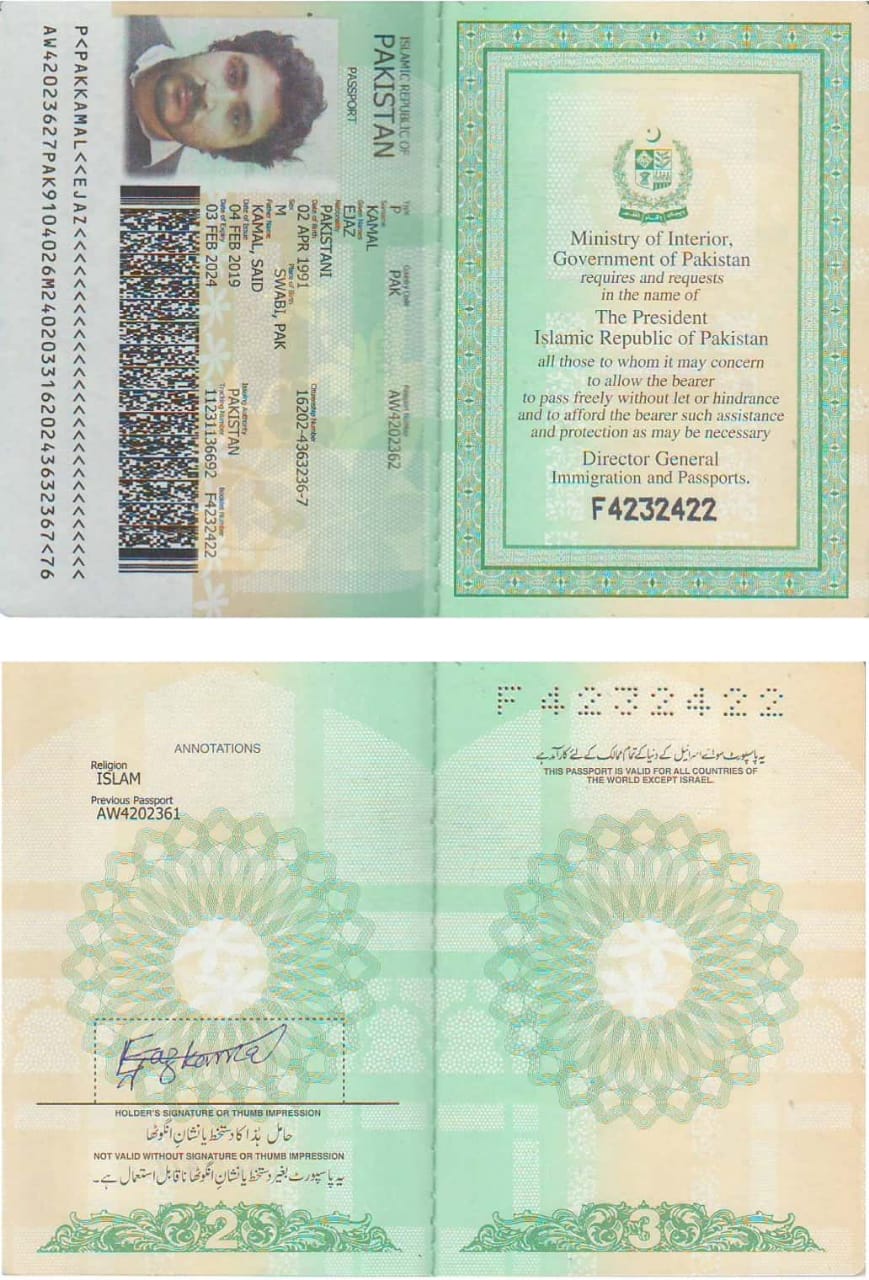 ISLAMIC REPUBLIC OF
PAKISTAN
PASSPORT
Type Country Code Passport Number
P PAK AW4202362
Surname
KAMAL
Given Names
EJAZ
Nationality
PAKISTANI
Date of Birth Citizenship Number
02 APR 1991 16202-4363236-7
Sex Place of Birth
M SWABI, PAK
Father Name
KAMAL, SAID
Date of Issue Issuing Authority
04 FEB 2019 PAKISTAN
Date of Expiry Tracking Number Booklet Number
03 FEB 2024 11231136692 F4232422
P<PAKKAMAL<<EJAZ<<<<<<<<<<<<<<<<<<<<<<<<<<<<
AW42023627PAK9104026M24020331620243632367<76
Ministry of Interior,
Government of Pakistan
requires and requests
in the name of
The President
Islamic Republic of Pakistan
all those to whom it may concern
to allow the bearer
to pass freely without let or hindrance
and to afford the bearer such assistance
and protection as may be necessary
Director General
Immigration and Passports.
F4232422
ANNOTATIONS
Religion
ISLAM
Previous Passport
AW4202361
Ejaz kamal
HOLDER'S SIGNATURE OR THUMB IMPRESSION
حامل ہٰذا کا دستخط یا نشان انگوٹھا
NOT VALID WITHOUT SIGNATURE OR THUMB IMPRESSION
یہ پاسپورٹ بغیر دستخط یا نشان انگوٹھا ناقابل استعمال ہے۔
2
F4232422
یہ پاسپورٹ سوائے اسرائیل کے دنیا کے تمام ممالک کے لئے کارآمد ہے۔
THIS PASSPORT IS VALID FOR ALL COUNTRIES OF
THE WORLD EXCEPT ISRAEL.
3